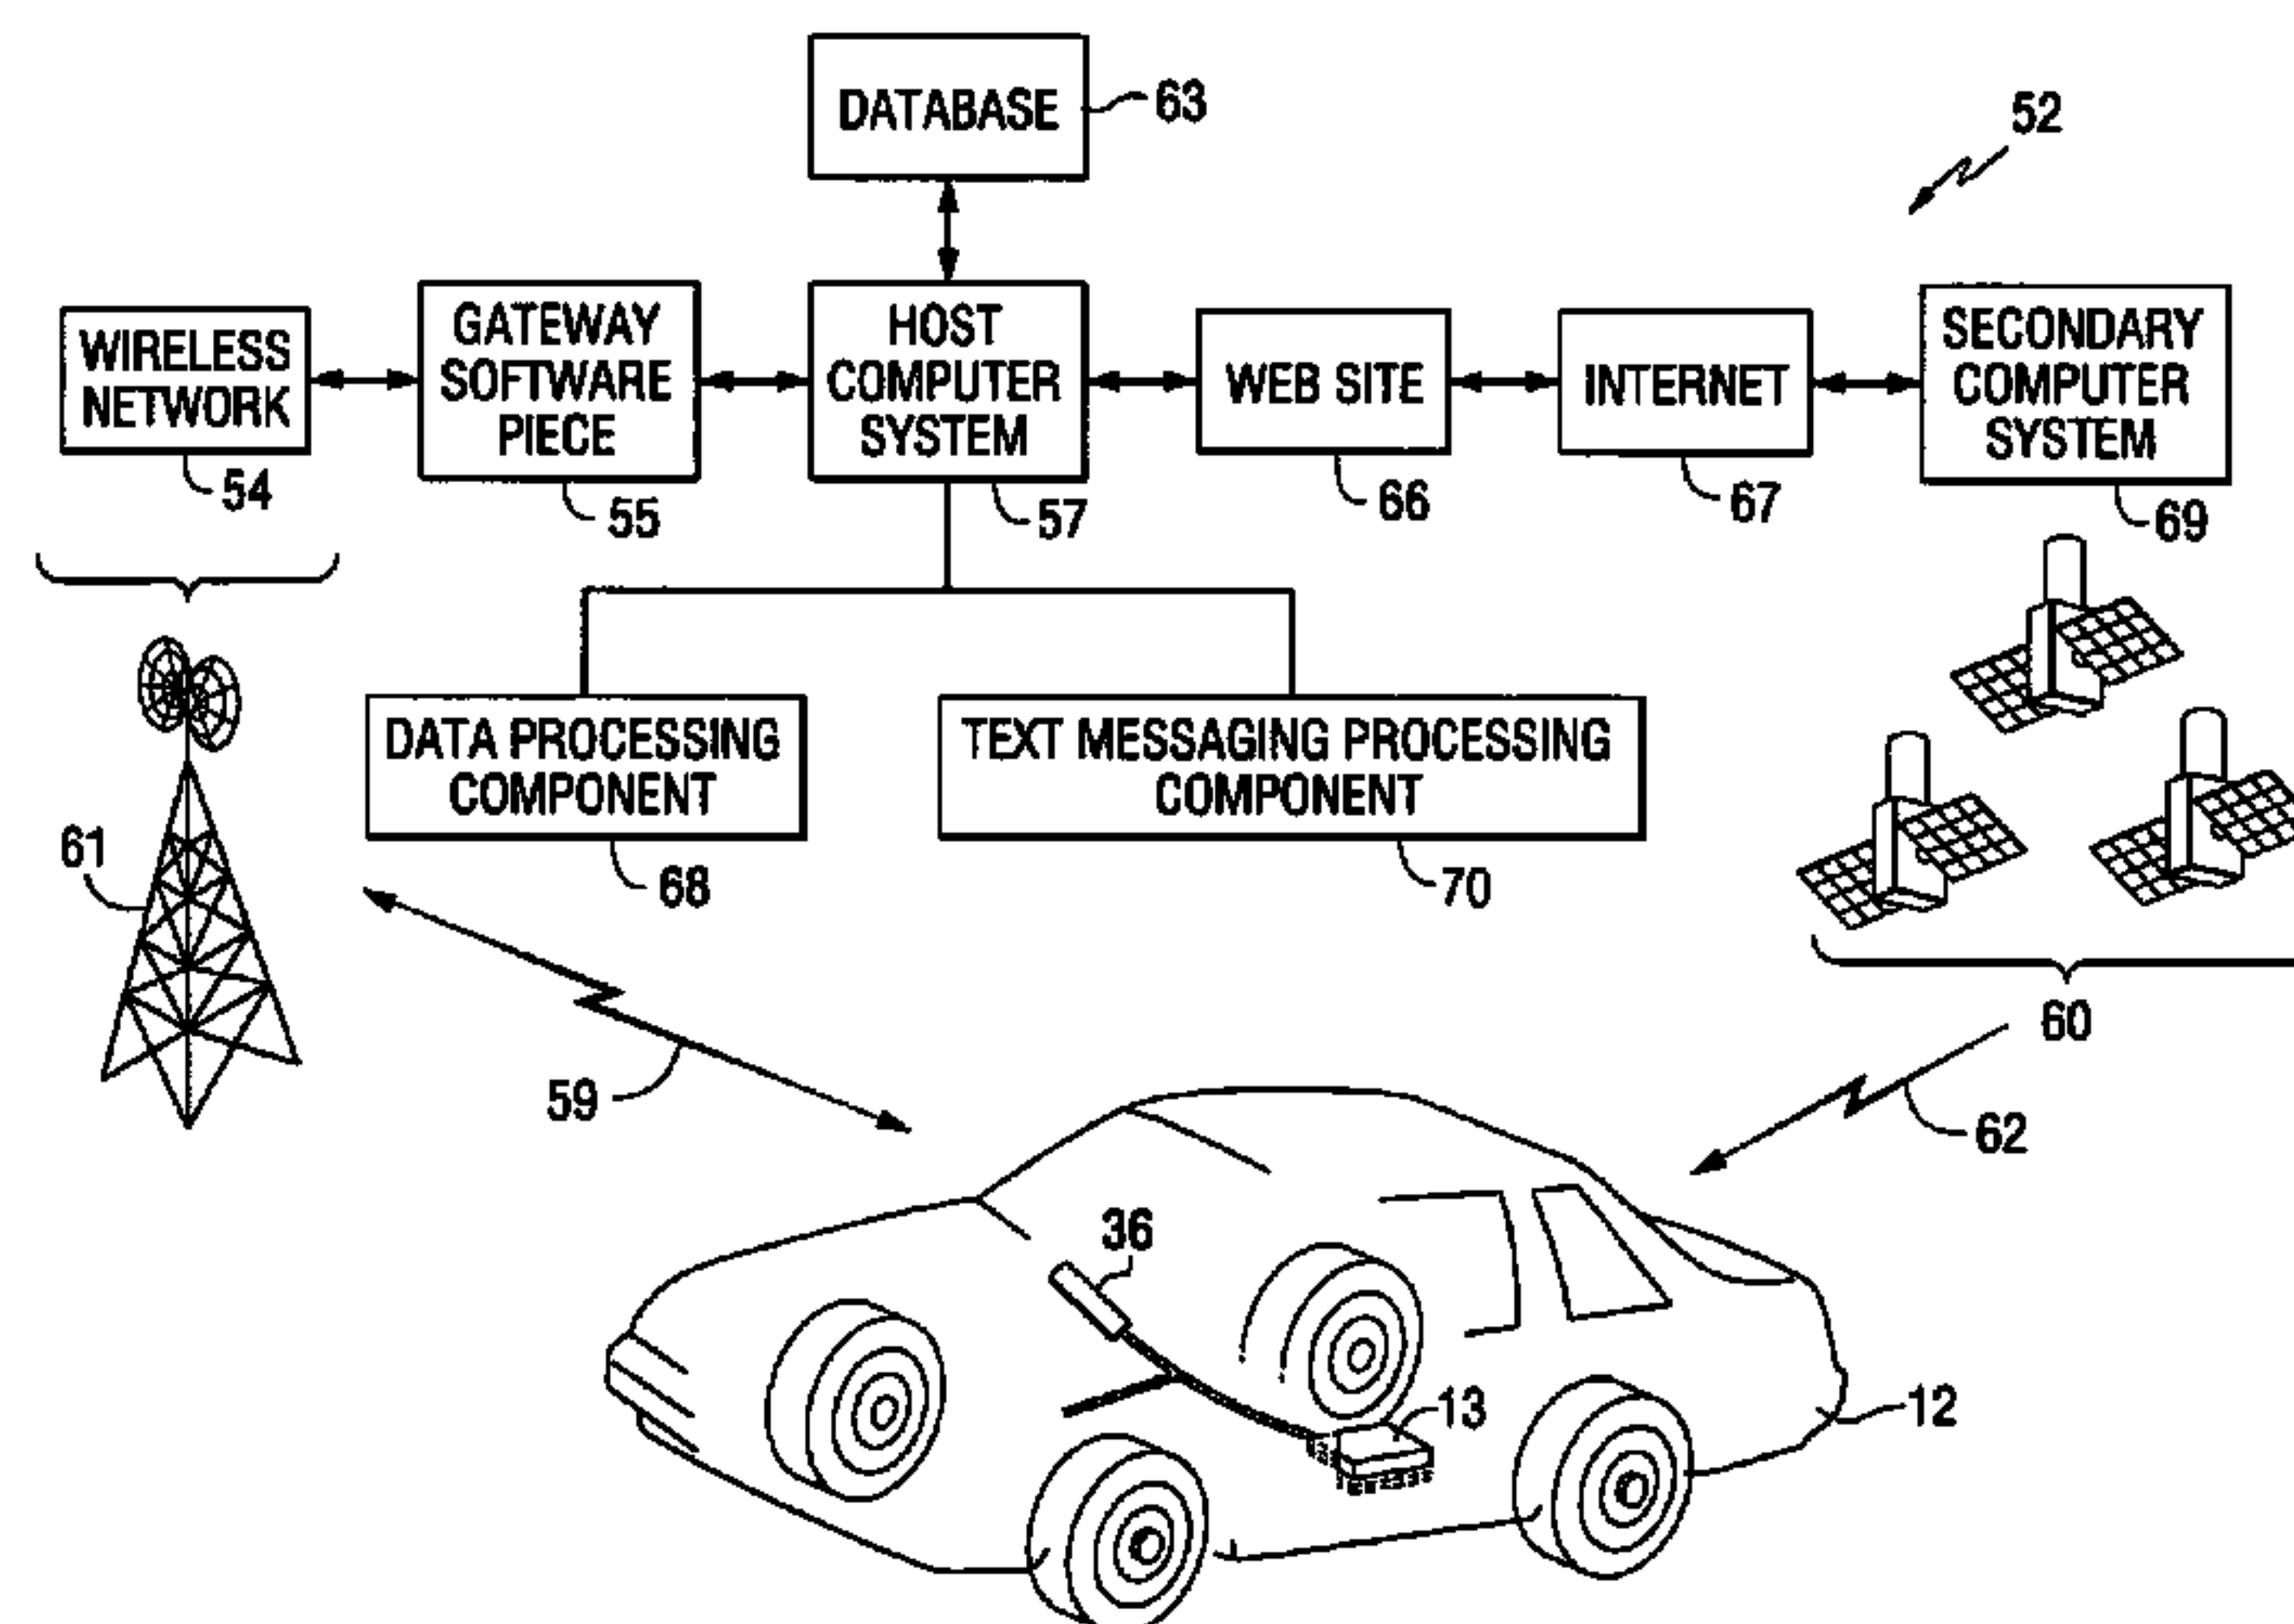 DATABASE
63
52
WIRELESS
NETWORK
54
GATEWAY
SOFTWARE
PIECE
55
HOST
COMPUTER
SYSTEM
57
WEB SITE
66
INTERNET
67
SECONDARY
COMPUTER
SYSTEM
69
DATA PROCESSING
COMPONENT
68
TEXT MESSAGING PROCESSING
COMPONENT
70
61
60
59
62
36
13
12